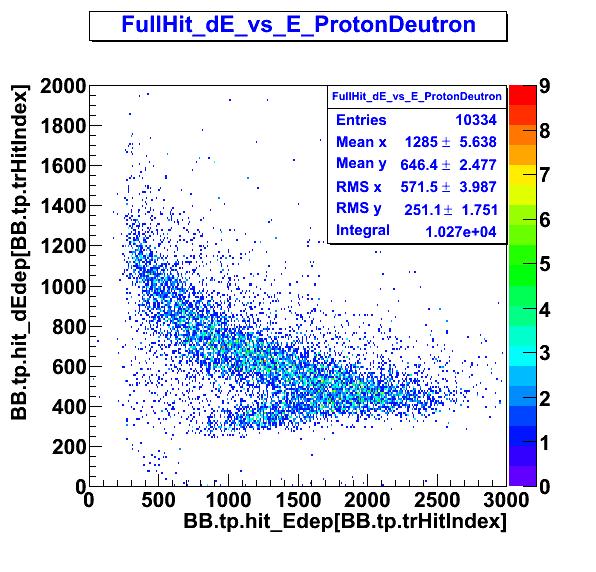 FullHit_dE_vs_E_ProtonDeutron
FullHit_dE_vs_E_ProtonDeutron
Entries 10334
Mean x 1285 ± 5.638
Mean y 646.4 ± 2.477
RMS x 571.5 ± 3.987
RMS y 251.1 ± 1.751
Integral 1.027e+04
BB.tp.hit_dEdep[BB.tp.trHitIndex]
2000
1800
1600
1400
1200
1000
800
600
400
200
0
0 500 1000 1500 2000 2500 3000
BB.tp.hit_Edep[BB.tp.trHitIndex]
9
8
7
6
5
4
3
2
1
0